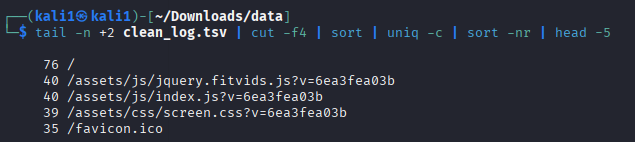 ┌──(kali1㉿kali1)-[~/Downloads/data]
└─$ tail -n +2 clean_log.tsv | cut -f4 | sort | uniq -c | sort -nr | head -5
76 /
40 /assets/js/jquery.fitvids.js?v=6ea3fea03b
40 /assets/js/index.js?v=6ea3fea03b
39 /assets/css/screen.css?v=6ea3fea03b
35 /favicon.ico